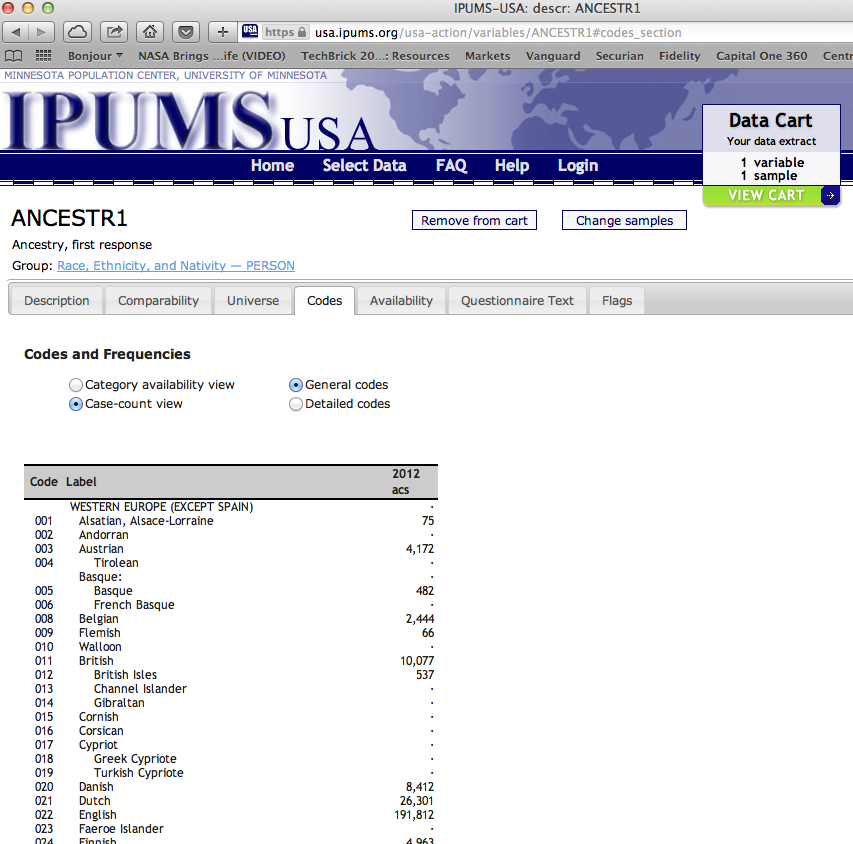 IPUMS-USA: descr: ANCESTR1
USA https usa.ipums.org/usa-action/variables/ANCESTR1#codes_section
Bonjour NASA Brings ...ife (VIDEO) TechBrick 20...: Resources Markets Vanguard Securian Fidelity Capital One 360 Centr
MINNESOTA POPULATION CENTER, UNIVERSITY OF MINNESOTA
IPUMS USA
Data Cart
Your data extract
1 variable
1 sample
VIEW CART
Home Select Data FAQ Help Login
ANCESTR1
Remove from cart Change samples
Ancestry, first response
Group: Race, Ethnicity, and Nativity — PERSON
Description Comparability Universe Codes Availability Questionnaire Text Flags
Codes and Frequencies
Category availability view General codes
Case-count view Detailed codes
Code Label 2012 acs
WESTERN EUROPE (EXCEPT SPAIN) ·
001 Alsatian, Alsace-Lorraine 75
002 Andorran ·
003 Austrian 4,172
004 Tirolean ·
Basque: ·
005 Basque 482
006 French Basque ·
008 Belgian 2,444
009 Flemish 66
010 Walloon ·
011 British 10,077
012 British Isles 537
013 Channel Islander ·
014 Gibraltan ·
015 Cornish ·
016 Corsican ·
017 Cypriot ·
018 Greek Cypriote ·
019 Turkish Cypriote ·
020 Danish 8,412
021 Dutch 26,301
022 English 191,812
023 Faeroe Islander ·
024 Finnish 4,963